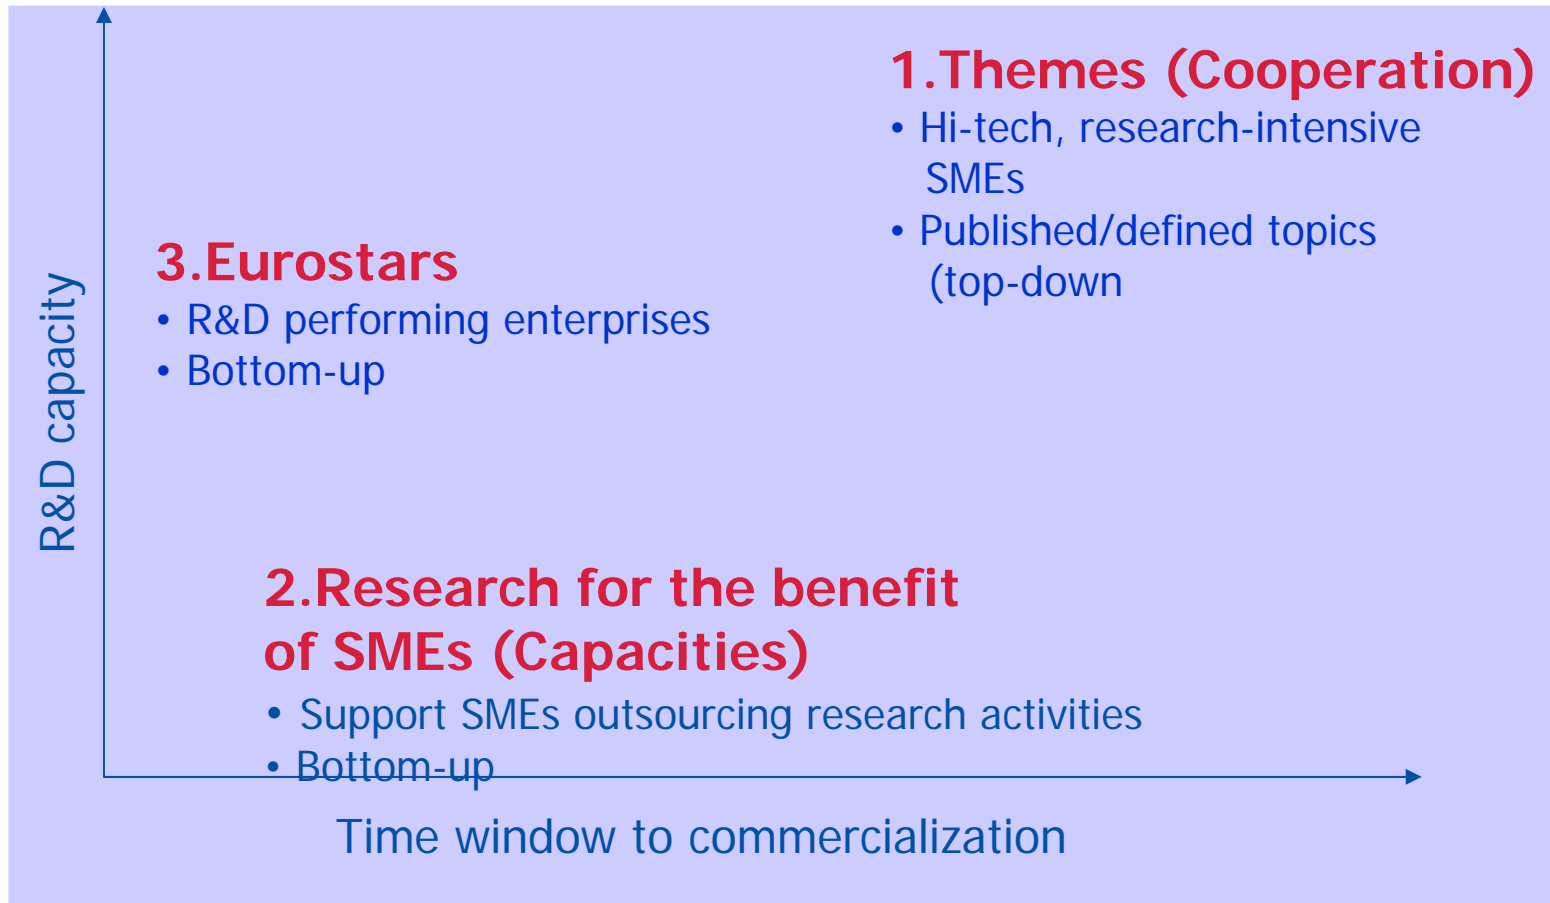 1.Themes (Cooperation)
• Hi-tech, research-intensive
SMEs
• Published/defined topics
(top-down
3.Eurostars
• R&D performing enterprises
• Bottom-up
R&D capacity
2.Research for the benefit
of SMEs (Capacities)
• Support SMEs outsourcing research activities
• Bottom-up
Time window to commercialization